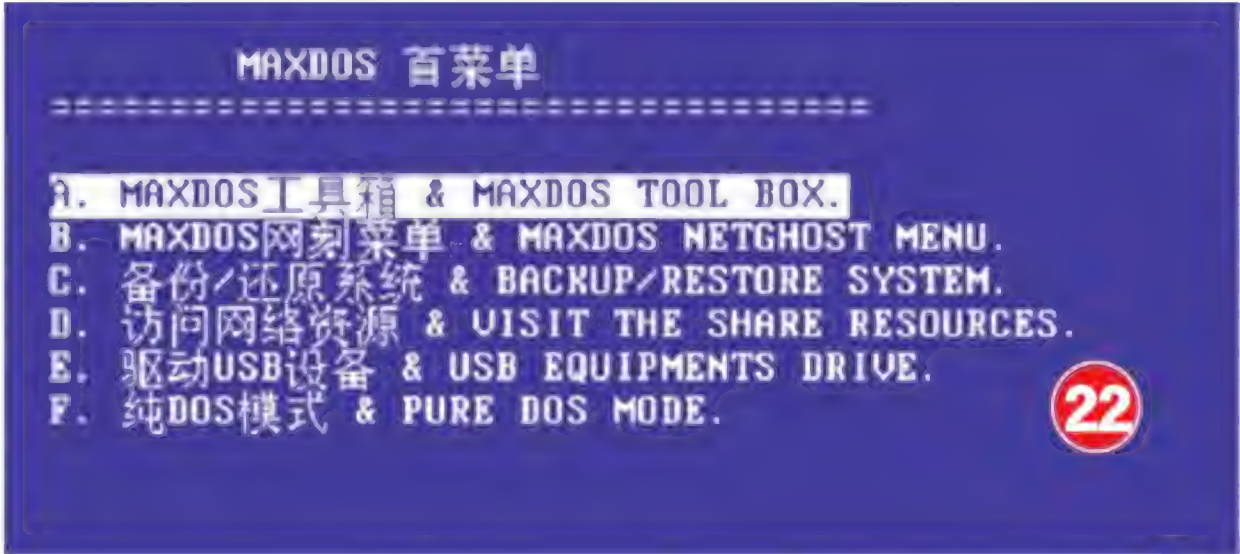 MAXDOS 首菜单
===================================
A. MAXDOS工具箱 & MAXDOS TOOL BOX.
B. MAXDOS网刻菜单 & MAXDOS NETGHOST MENU.
C. 备份/还原系统 & BACKUP/RESTORE SYSTEM.
D. 访问网络资源 & VISIT THE SHARE RESOURCES.
E. 驱动USB设备 & USB EQUIPMENTS DRIVE.
F. 纯DOS模式 & PURE DOS MODE.
22